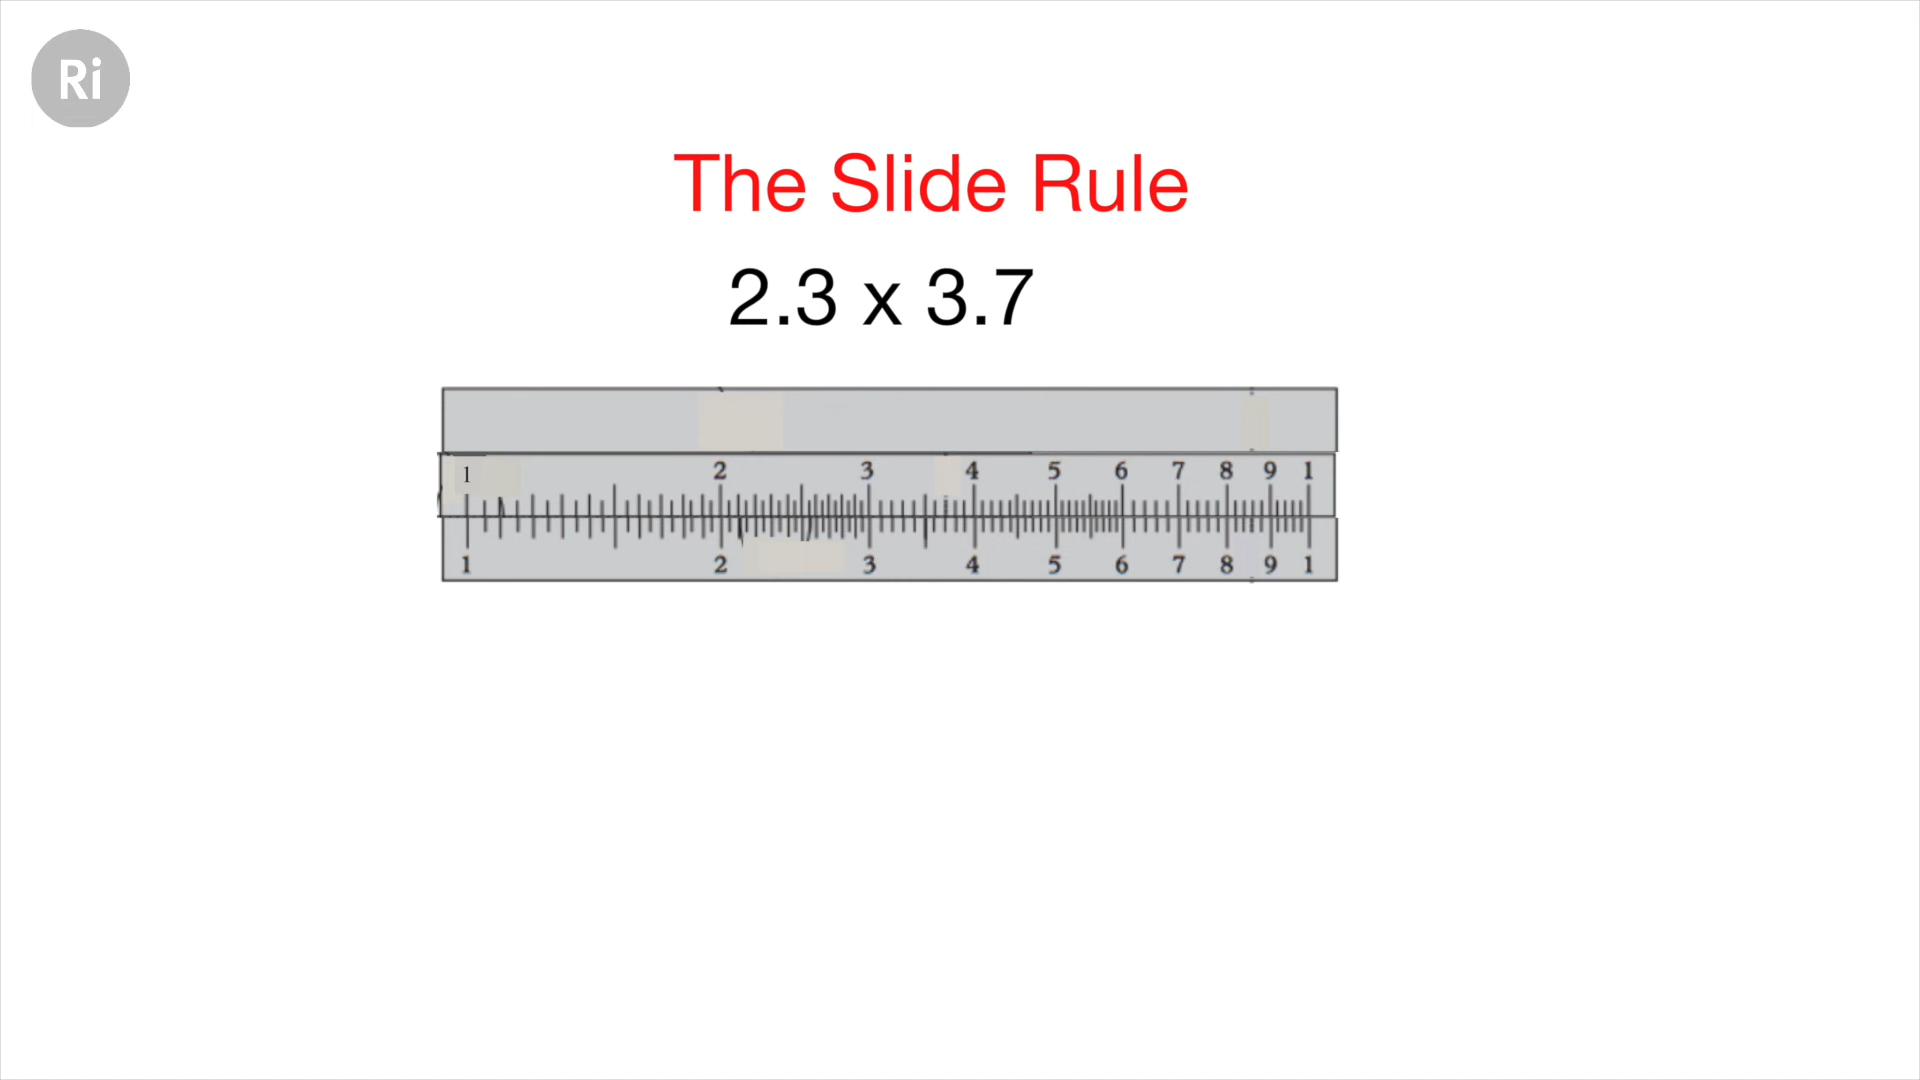 Ri
The Slide Rule
2.3 x 3.7
1 2 3 4 5 6 7 8 9 1
1 2 3 4 5 6 7 8 9 1